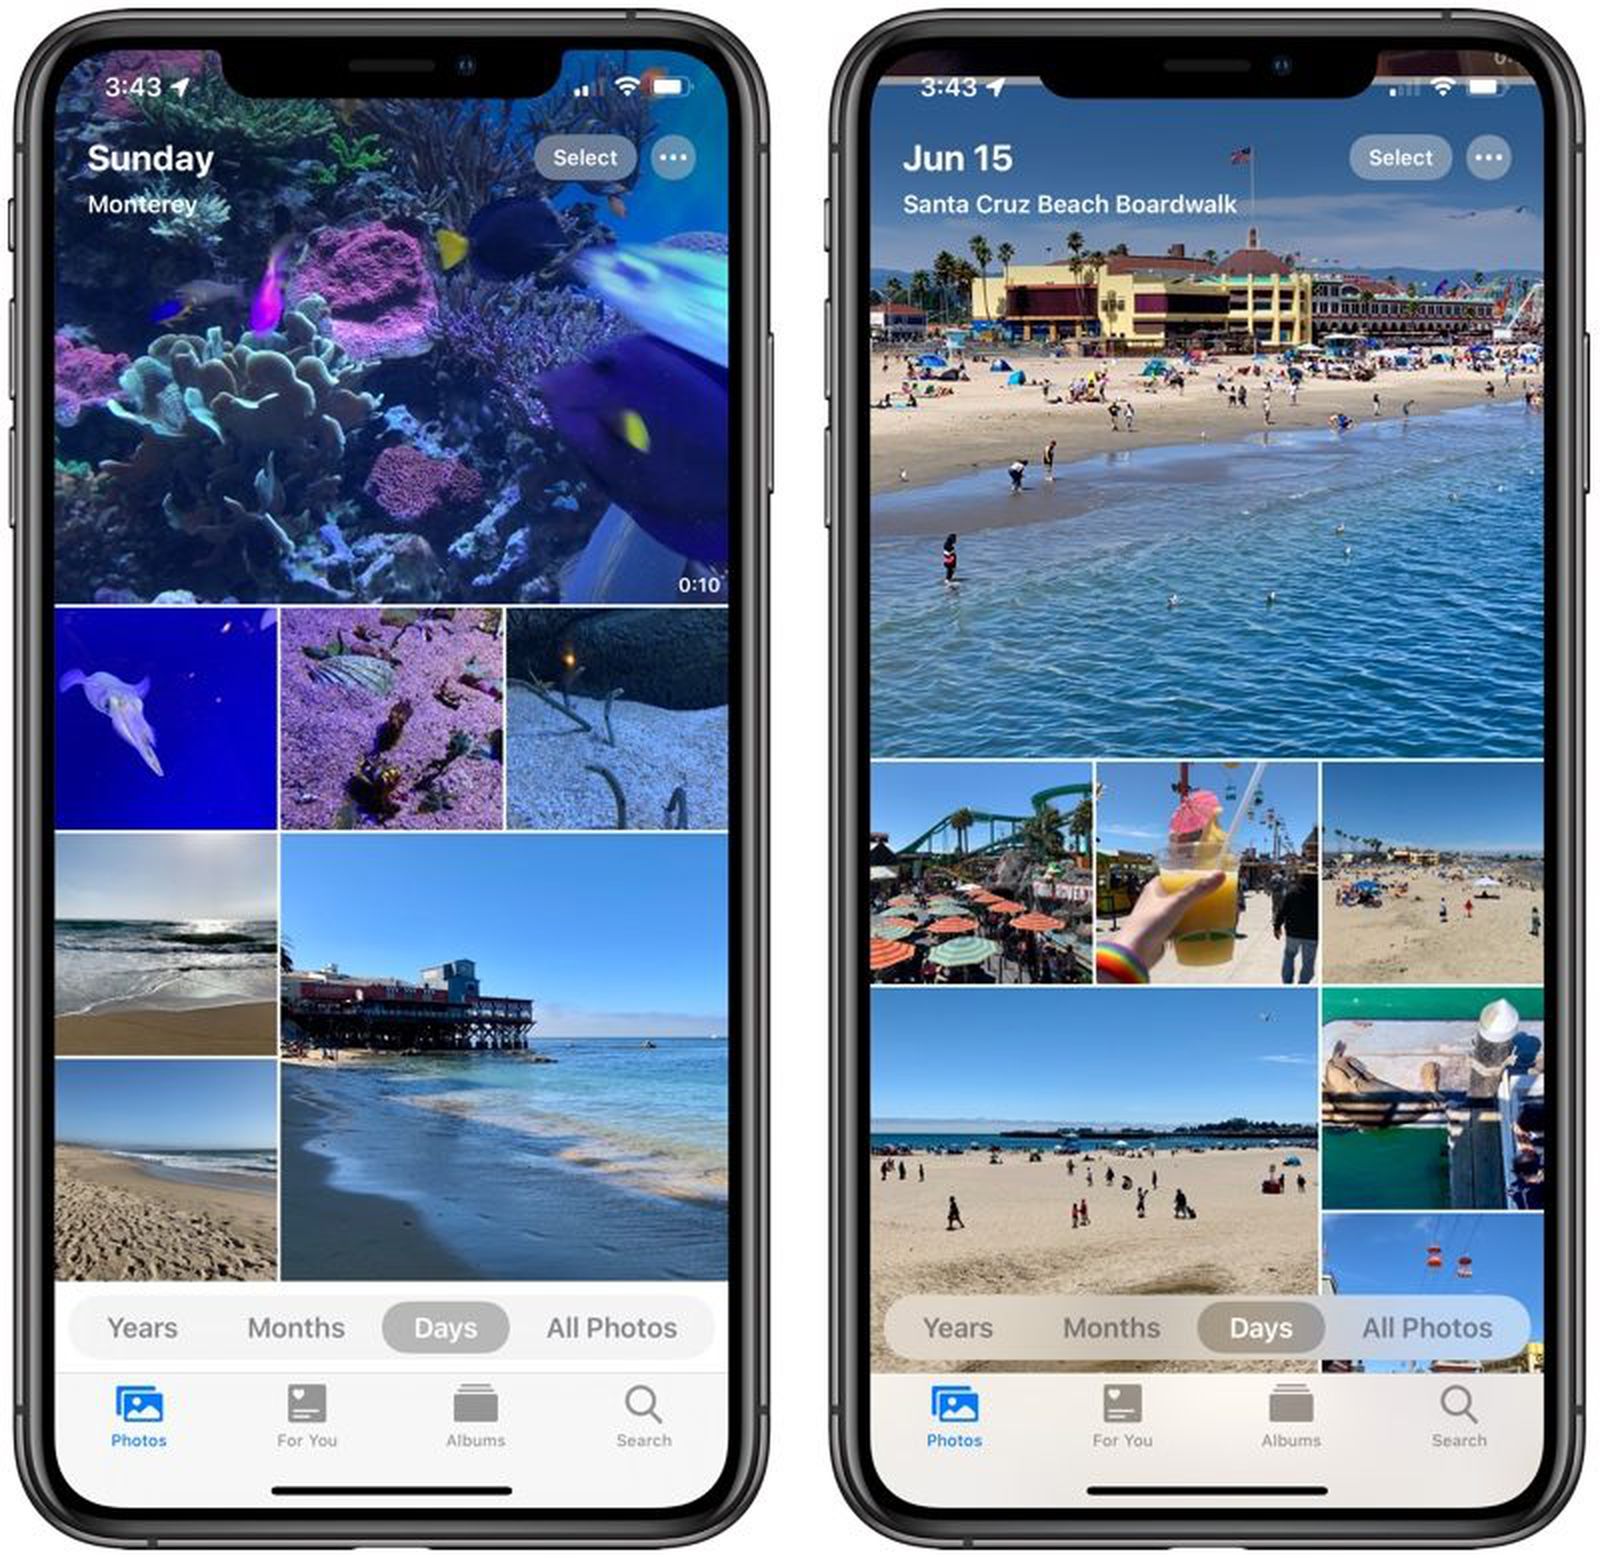 3:43
Sunday
Select
Monterey
0:10
Years
Months
Days
All Photos
Photos
For You
Albums
Search
3:43
Jun 15
Select
Santa Cruz Beach Boardwalk
Years
Months
Days
All Photos
Photos
For You
Albums
Search